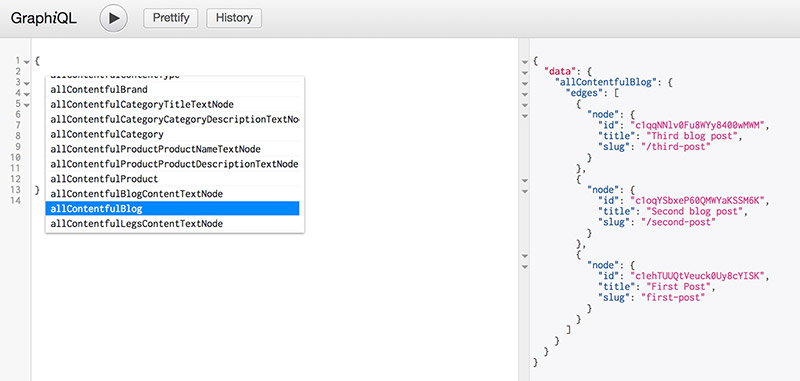 GraphiQL
Prettify
History
1
2
3
4
5
6
7
8
9
10
11
12
13
14
{
allContentfulContentType
allContentfulBrand
allContentfulCategoryTitleTextNode
allContentfulCategoryCategoryDescriptionTextNo
allContentfulCategory
allContentfulProductProductNameTextNode
allContentfulProductProductDescriptionTextNode
allContentfulProduct
allContentfulBlogContentTextNode
allContentfulBlog
allContentfulLegsContentTextNode
}
{
"data": {
"allContentfulBlog": {
"edges": [
{
"node": {
"id": "c1qqNNlv0Fu8WYy8400wMWM",
"title": "Third blog post",
"slug": "/third-post"
}
},
{
"node": {
"id": "c1oqYSbxeP60QMWYaKSSM6K",
"title": "Second blog post",
"slug": "/second-post"
}
},
{
"node": {
"id": "c1ehTUUQtVeuck0Uy8cYISK",
"title": "First Post",
"slug": "first-post"
}
}
]
}
}
}